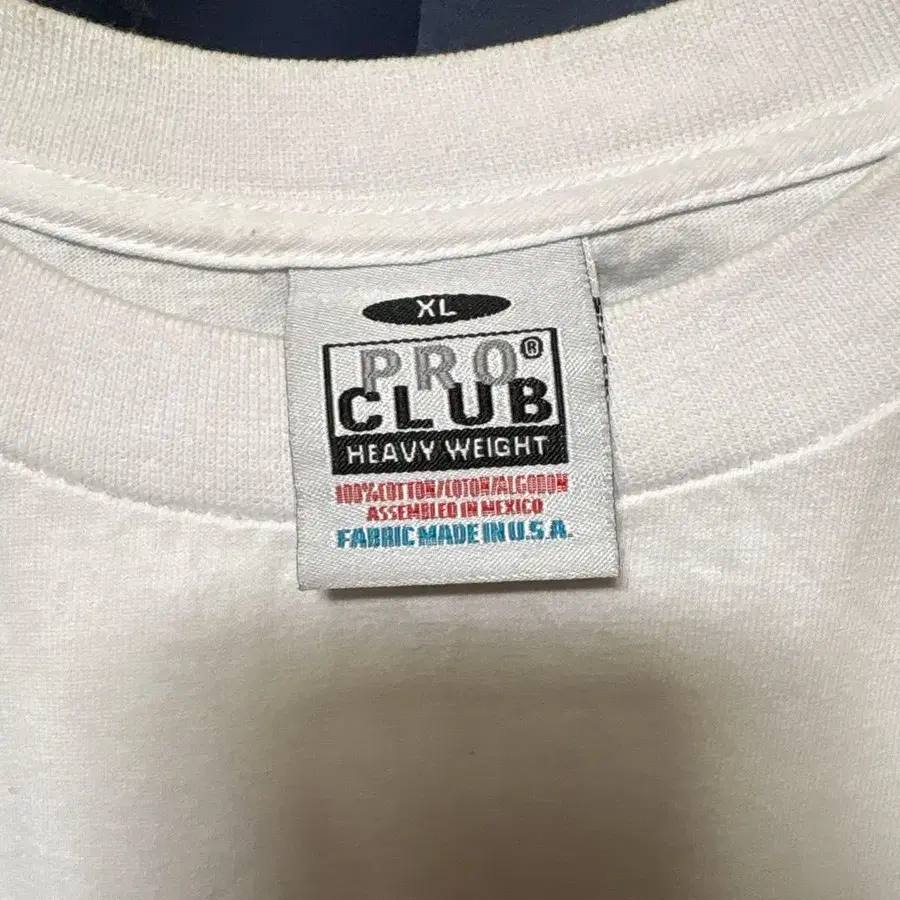 XL
PRO®
CLUB
HEAVY WEIGHT
100%COTTON/COTON/ALGODON
ASSEMBLED IN MEXICO
FABRIC MADE IN U.S.A.